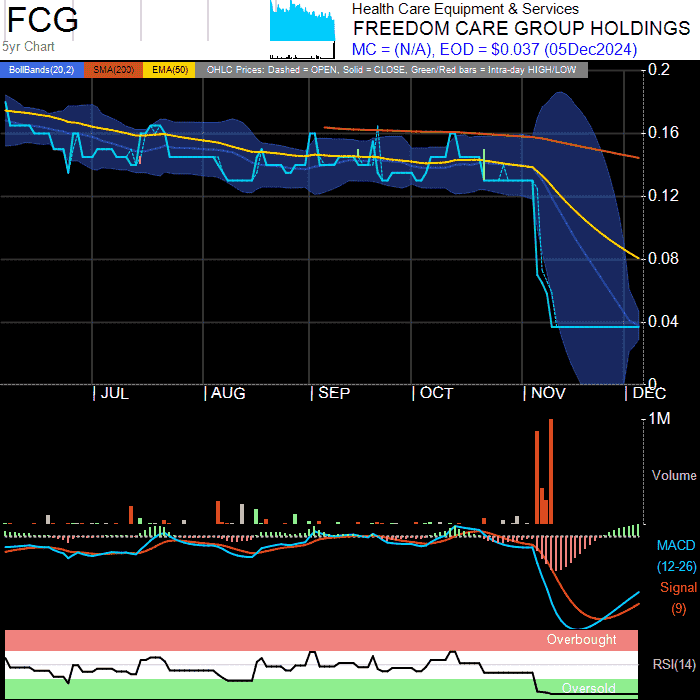 FCG
5yr Chart
Health Care Equipment & Services
FREEDOM CARE GROUP HOLDINGS
MC = (N/A), EOD = $0.037 (05Dec2024)
BollBands(20,2) SMA(200) EMA(50) OHLC Prices: Dashed = OPEN, Solid = CLOSE, Green/Red bars = Intra-day HIGH/LOW
0.2
0.16
0.12
0.08
0.04
0
JUL AUG SEP OCT NOV DEC
1M
Volume
MACD
(12-26)
Signal
(9)
Overbought
RSI(14)
Oversold